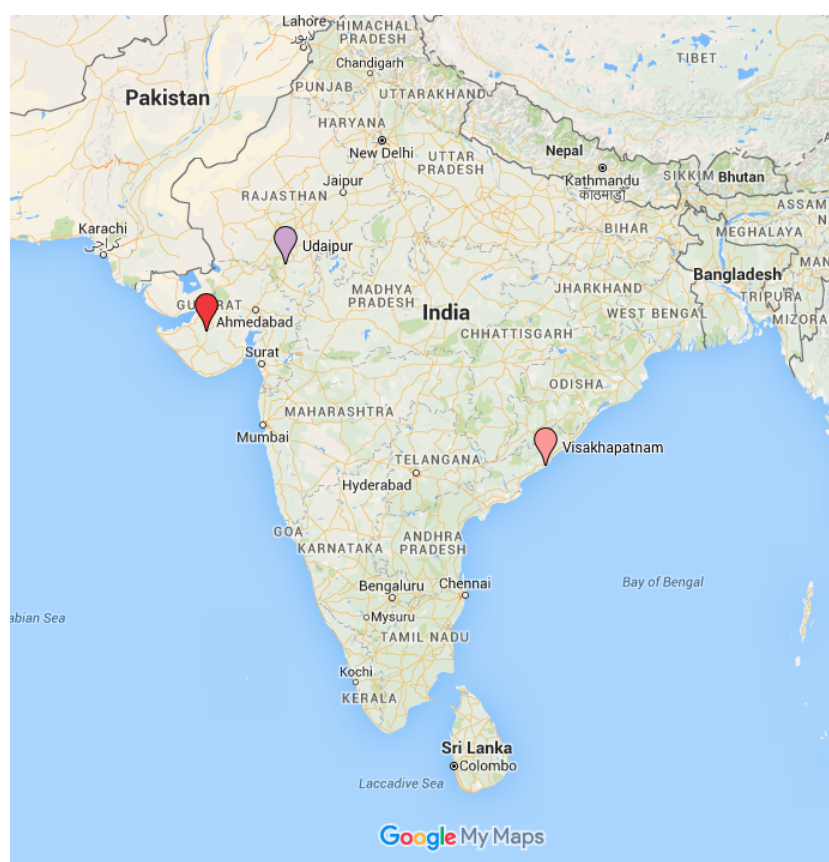 Lahore
لاہور
HIMACHAL
PRADESH
Chandigarh
TIBET
PUNJAB
UTTARAKHAND
Pakistan
HARYANA
New Delhi
UTTAR
PRADESH
Nepal
Kathmandu
काठमाडौं
SIKKIM
Bhutan
Jaipur
RAJASTHAN
ASSAM
BIHAR
MEGHALAYA
Karachi
كراچى
Udaipur
MADHYA
PRADESH
JHARKHAND
Bangladesh
TRIPURA
GUJARAT
Ahmedabad
India
WEST BENGAL
MIZORA
CHHATTISGARH
Surat
ODISHA
MAHARASHTRA
Mumbai
Visakhapatnam
TELANGANA
Hyderabad
GOA
KARNATAKA
ANDHRA
PRADESH
Bengaluru
Chennai
Bay of Bengal
Mysuru
abian Sea
TAMIL NADU
Kochi
KERALA
Sri Lanka
Colombo
Laccadive Sea
Google My Maps